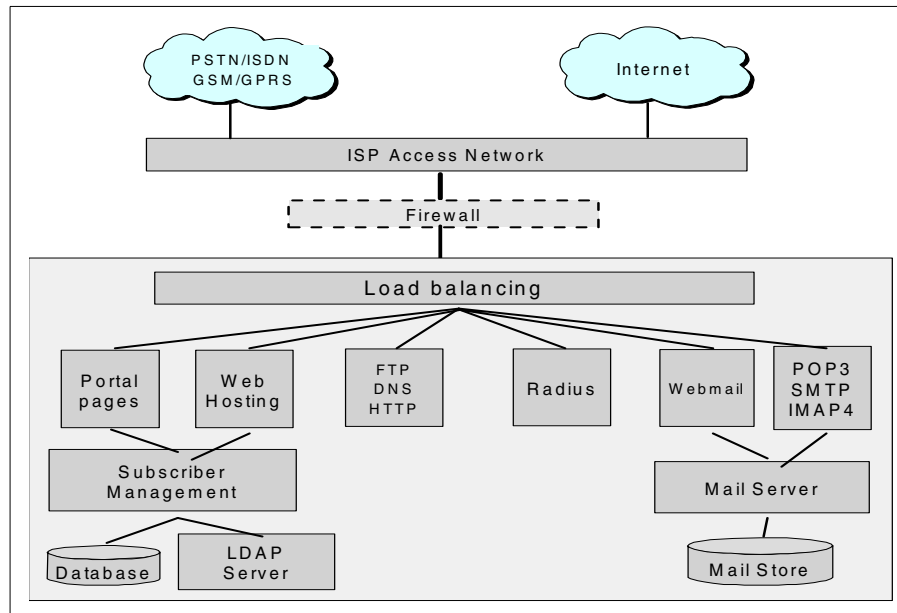 PSTN/ISDN
GSM/GPRS
Internet
ISP Access Network
Firewall
Load balancing
Portal
pages
Web
Hosting
FTP
DNS
HTTP
Radius
Webmail
POP3
SMTP
IMAP4
Subscriber
Management
Mail Server
Database
LDAP
Server
Mail Store